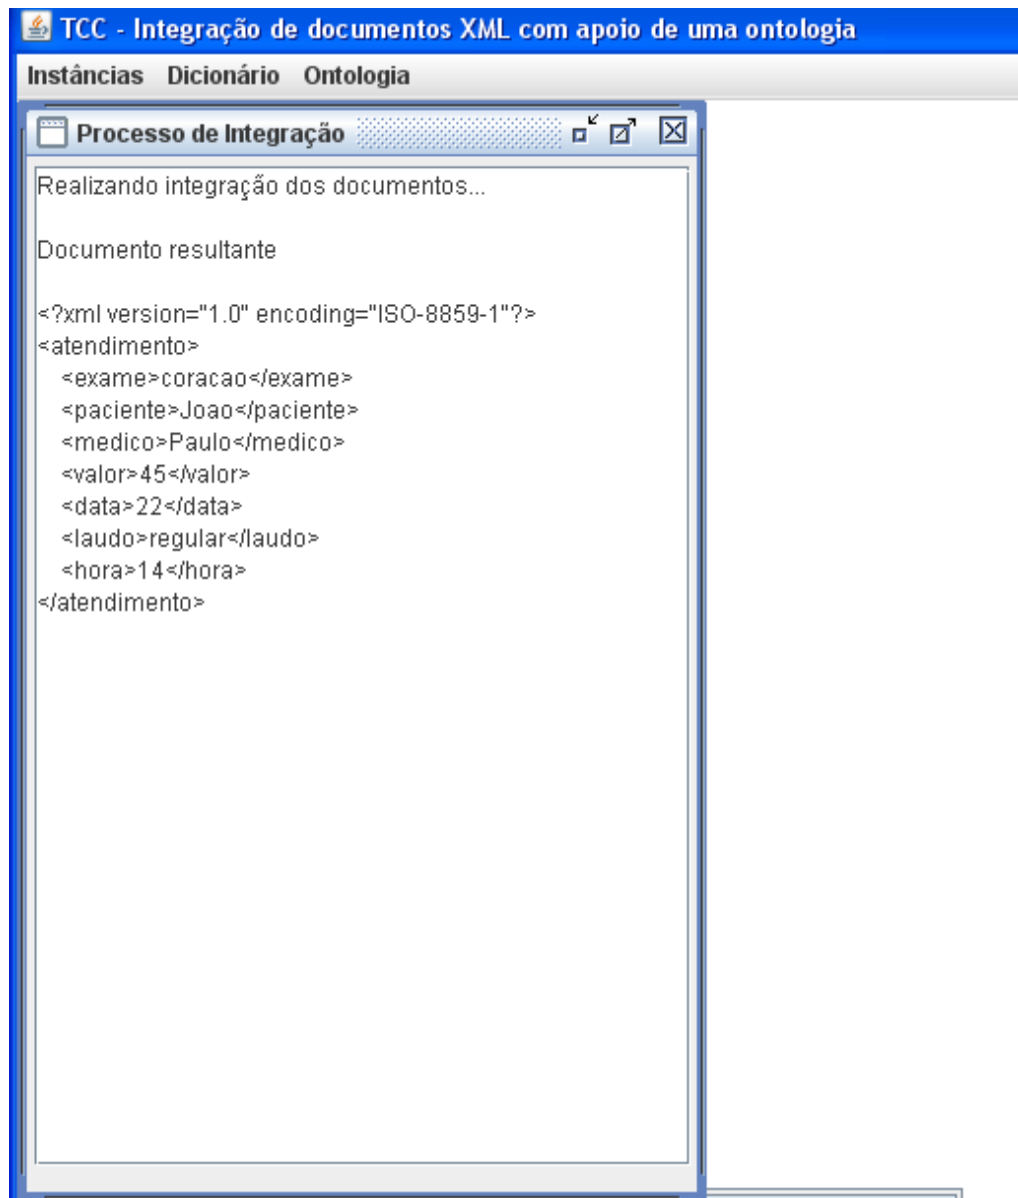 TCC - Integração de documentos XML com apoio de uma ontologia
Instâncias Dicionário Ontologia
Processo de Integração
Realizando integração dos documentos...
Documento resultante
<?xml version="1.0" encoding="ISO-8859-1"?>
<atendimento>
<exame>coracao</exame>
<paciente>Joao</paciente>
<medico>Paulo</medico>
<valor>45</valor>
<data>22</data>
<laudo>regular</laudo>
<hora>14</hora>
</atendimento>